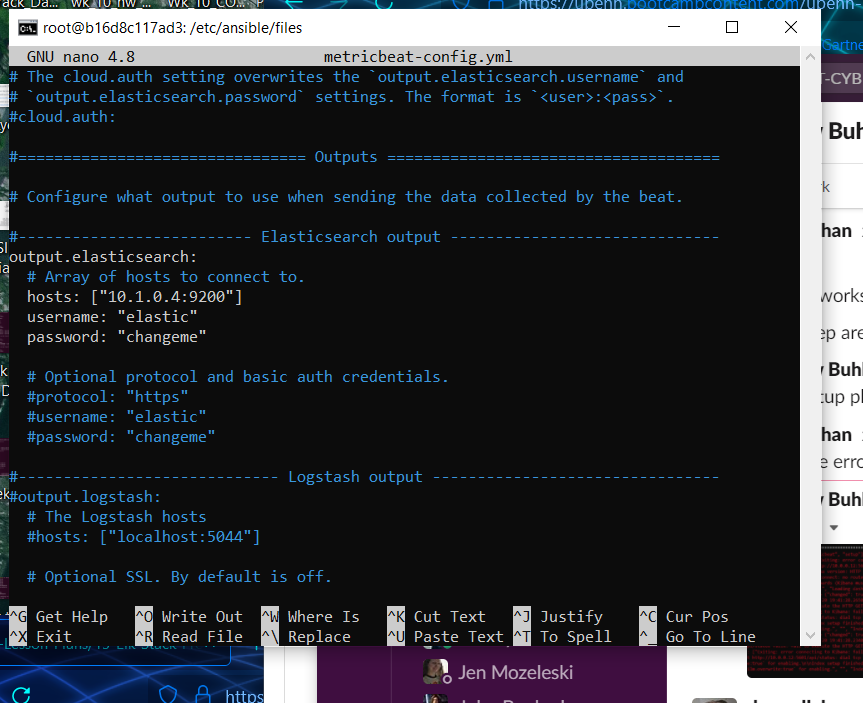 wk_10_hw_...
root@b16d8c117ad3: /etc/ansible/files
GNU nano 4.8 metricbeat-config.yml
# The cloud.auth setting overwrites the `output.elasticsearch.username` and
# `output.elasticsearch.password` settings. The format is `<user>:<pass>`.
#cloud.auth:
#================================ Outputs =====================================
# Configure what output to use when sending the data collected by the beat.
#-------------------------- Elasticsearch output ------------------------------
output.elasticsearch:
# Array of hosts to connect to.
hosts: ["10.1.0.4:9200"]
username: "elastic"
password: "changeme"
# Optional protocol and basic auth credentials.
#protocol: "https"
#username: "elastic"
#password: "changeme"
#----------------------------- Logstash output --------------------------------
#output.logstash:
# The Logstash hosts
#hosts: ["localhost:5044"]
# Optional SSL. By default is off.
^G Get Help ^O Write Out ^W Where Is ^K Cut Text ^J Justify ^C Cur Pos
^X Exit ^R Read File ^\ Replace ^U Paste Text ^T To Spell ^_ Go To Line
T-CYB
Buh
han
works
ep are
Buhl
tup pl
han
e erro
Buhl
https
Jen Mozeleski